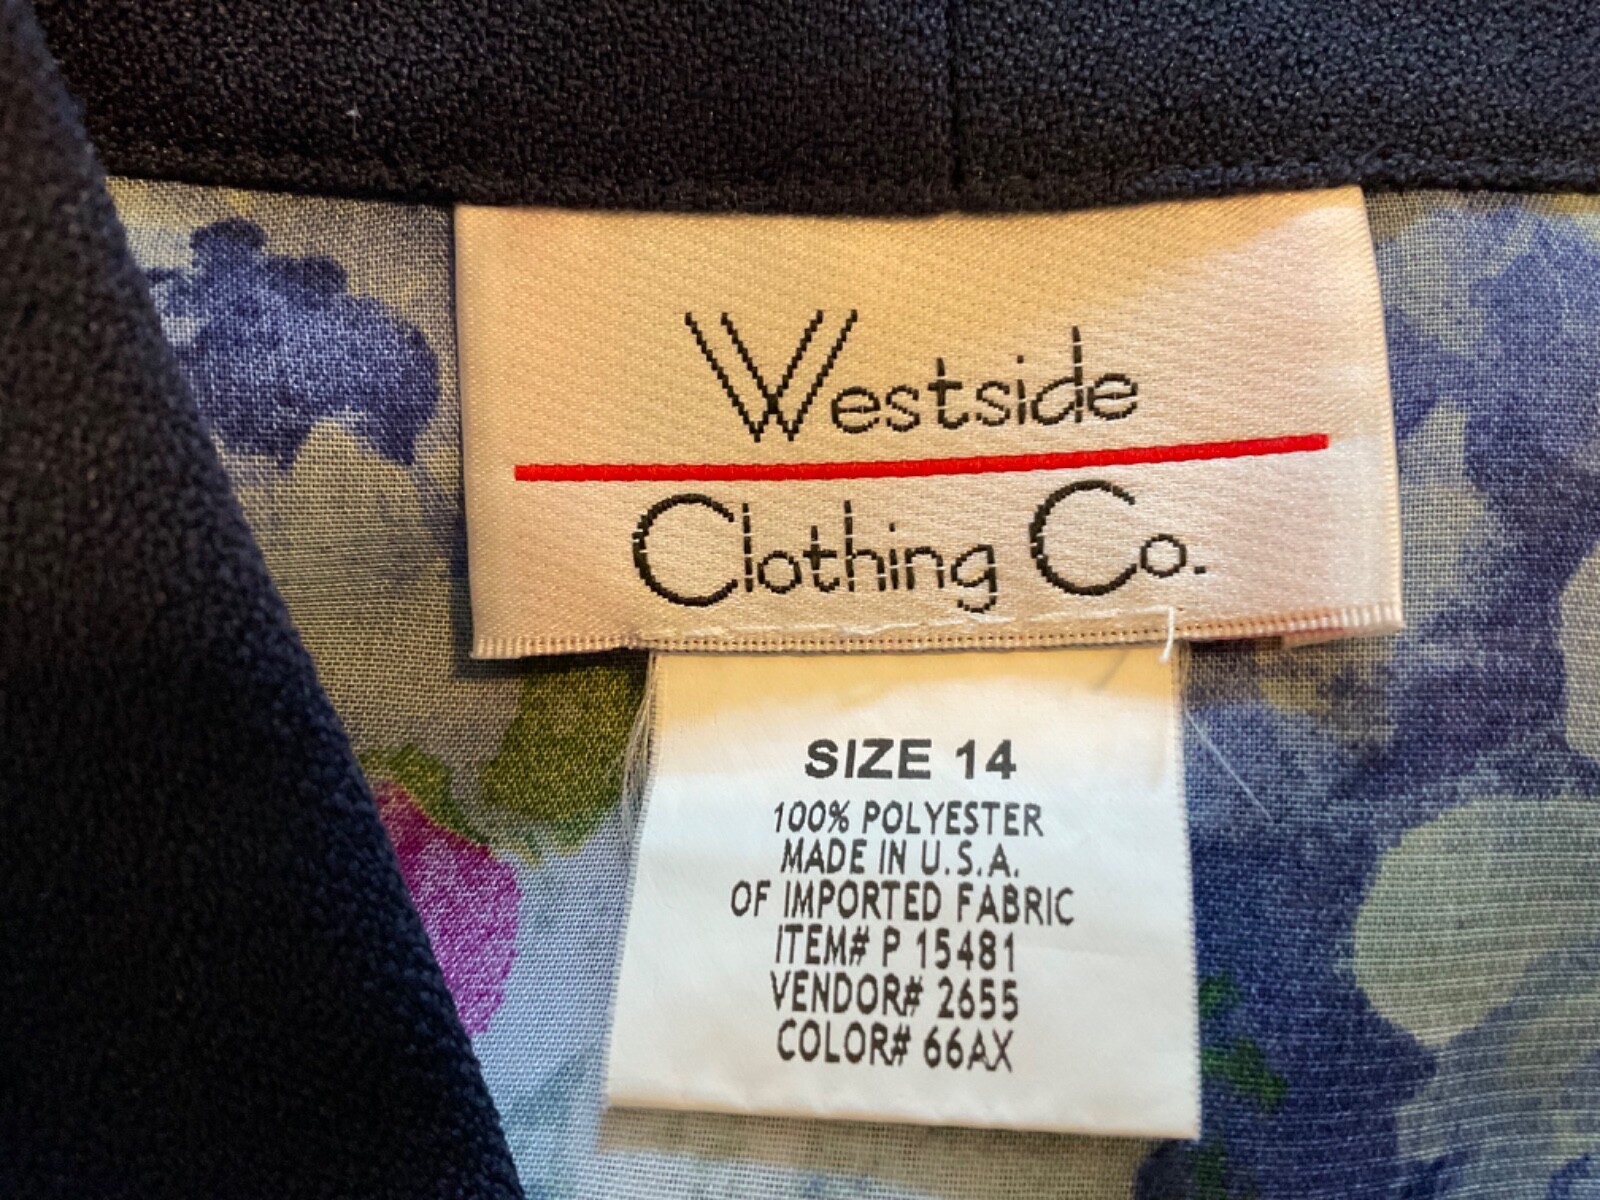 Westside
Clothing Co.
SIZE 14
100% POLYESTER
MADE IN U.S.A.
OF IMPORTED FABRIC
ITEM# P 15481
VENDOR# 2655
COLOR# 66AX